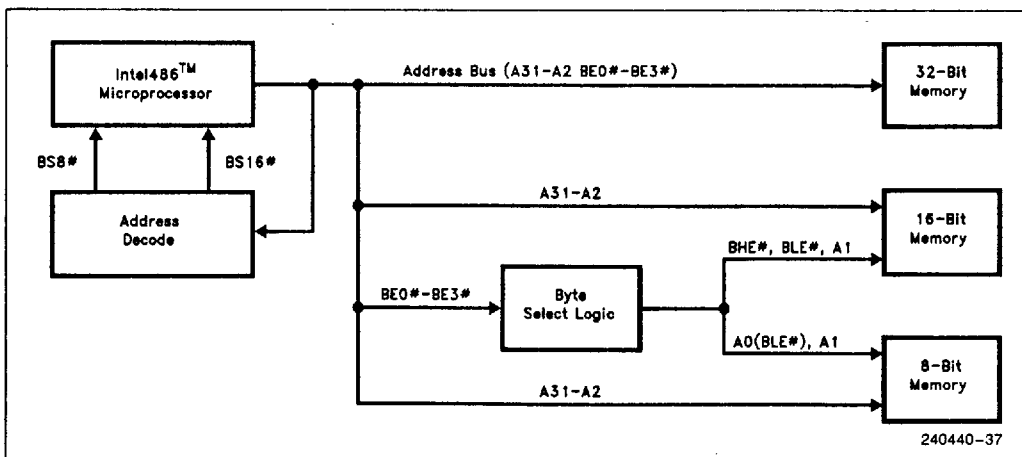 Intel486™
Microprocessor
Address Bus (A31-A2 BE0#-BE3#)
32-Bit
Memory
BS8#
BS16#
Address
Decode
A31-A2
16-Bit
Memory
BHE#, BLE#, A1
BE0#-BE3#
Byte
Select Logic
A0(BLE#), A1
8-Bit
Memory
A31-A2
240440-37